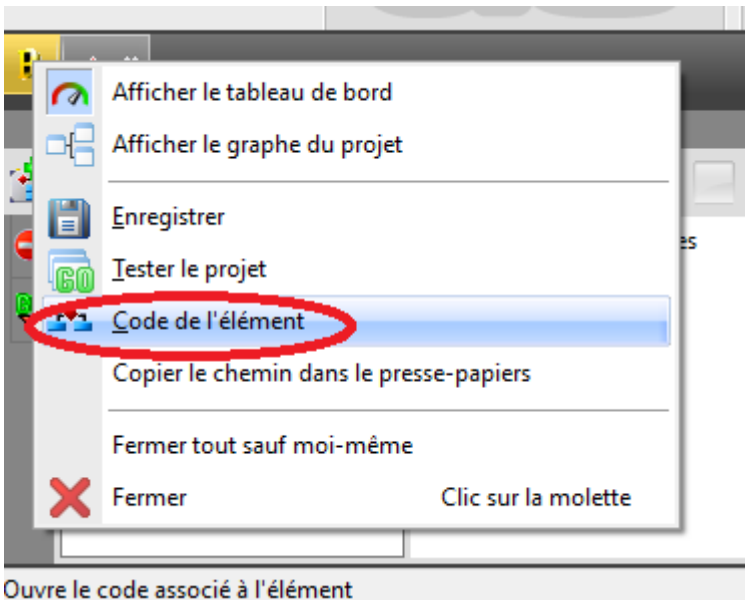 Afficher le tableau de bord
Afficher le graphe du projet
Enregistrer
es
GO Tester le projet
Code de l'élément
Copier le chemin dans le presse-papiers
Fermer tout sauf moi-même
Fermer Clic sur la molette
Ouvre le code associé à l'élément